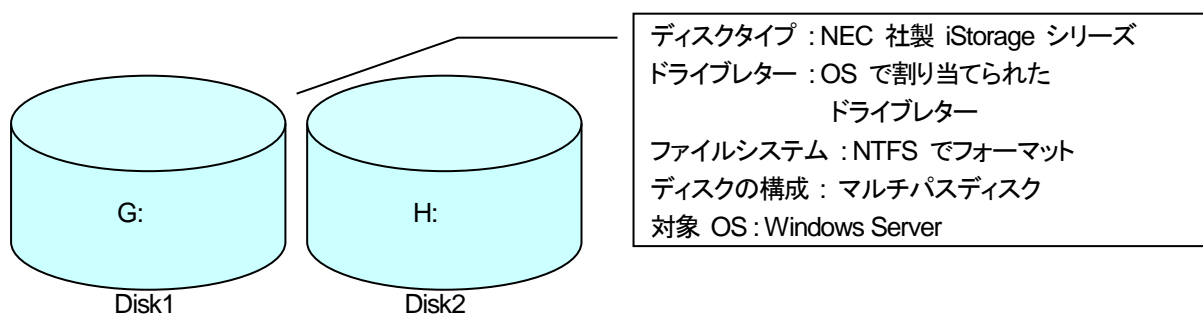 ディスクタイプ : NEC 社製 iStorage シリーズ
ドライブレター : OS で割り当てられた
ドライブレター
ファイルシステム : NTFS でフォーマット
ディスクの構成 : マルチパスディスク
対象 OS : Windows Server
G:
H:
Disk1
Disk2